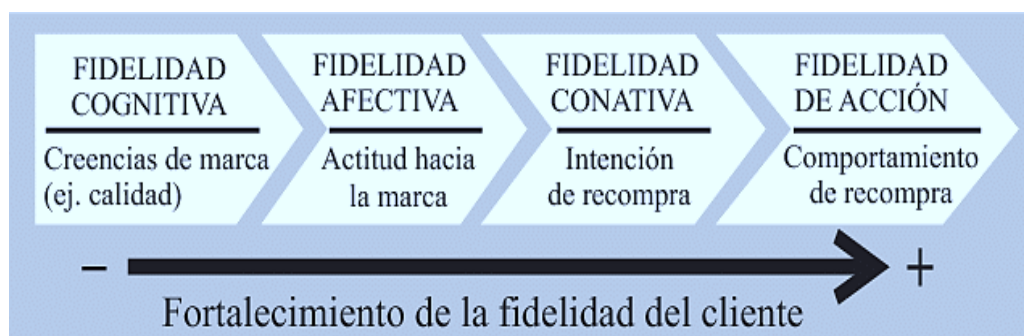 FIDELIDAD
COGNITIVA
Creencias de marca
(ej. calidad)
FIDELIDAD
AFECTIVA
Actitud hacia
la marca
FIDELIDAD
CONATIVA
Intención
de recompra
FIDELIDAD
DE ACCIÓN
Comportamiento
de recompra
− +
Fortalecimiento de la fidelidad del cliente